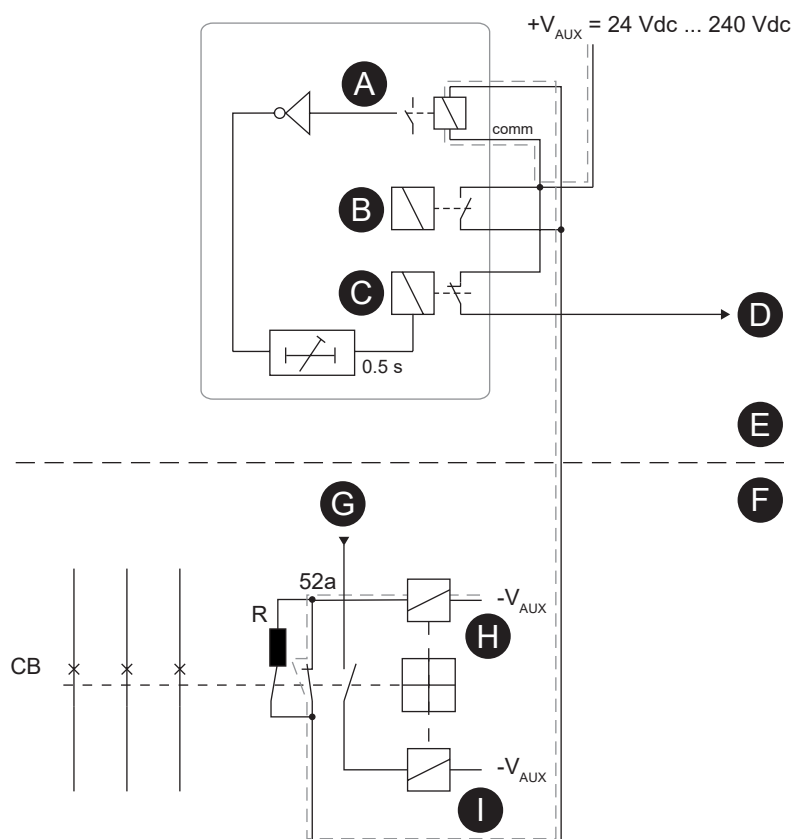 +V_AUX = 24 Vdc ... 240 Vdc
A
comm
B
C
D
0.5 s
E
F
G
52a
R
-V_AUX
H
CB
-V_AUX
I